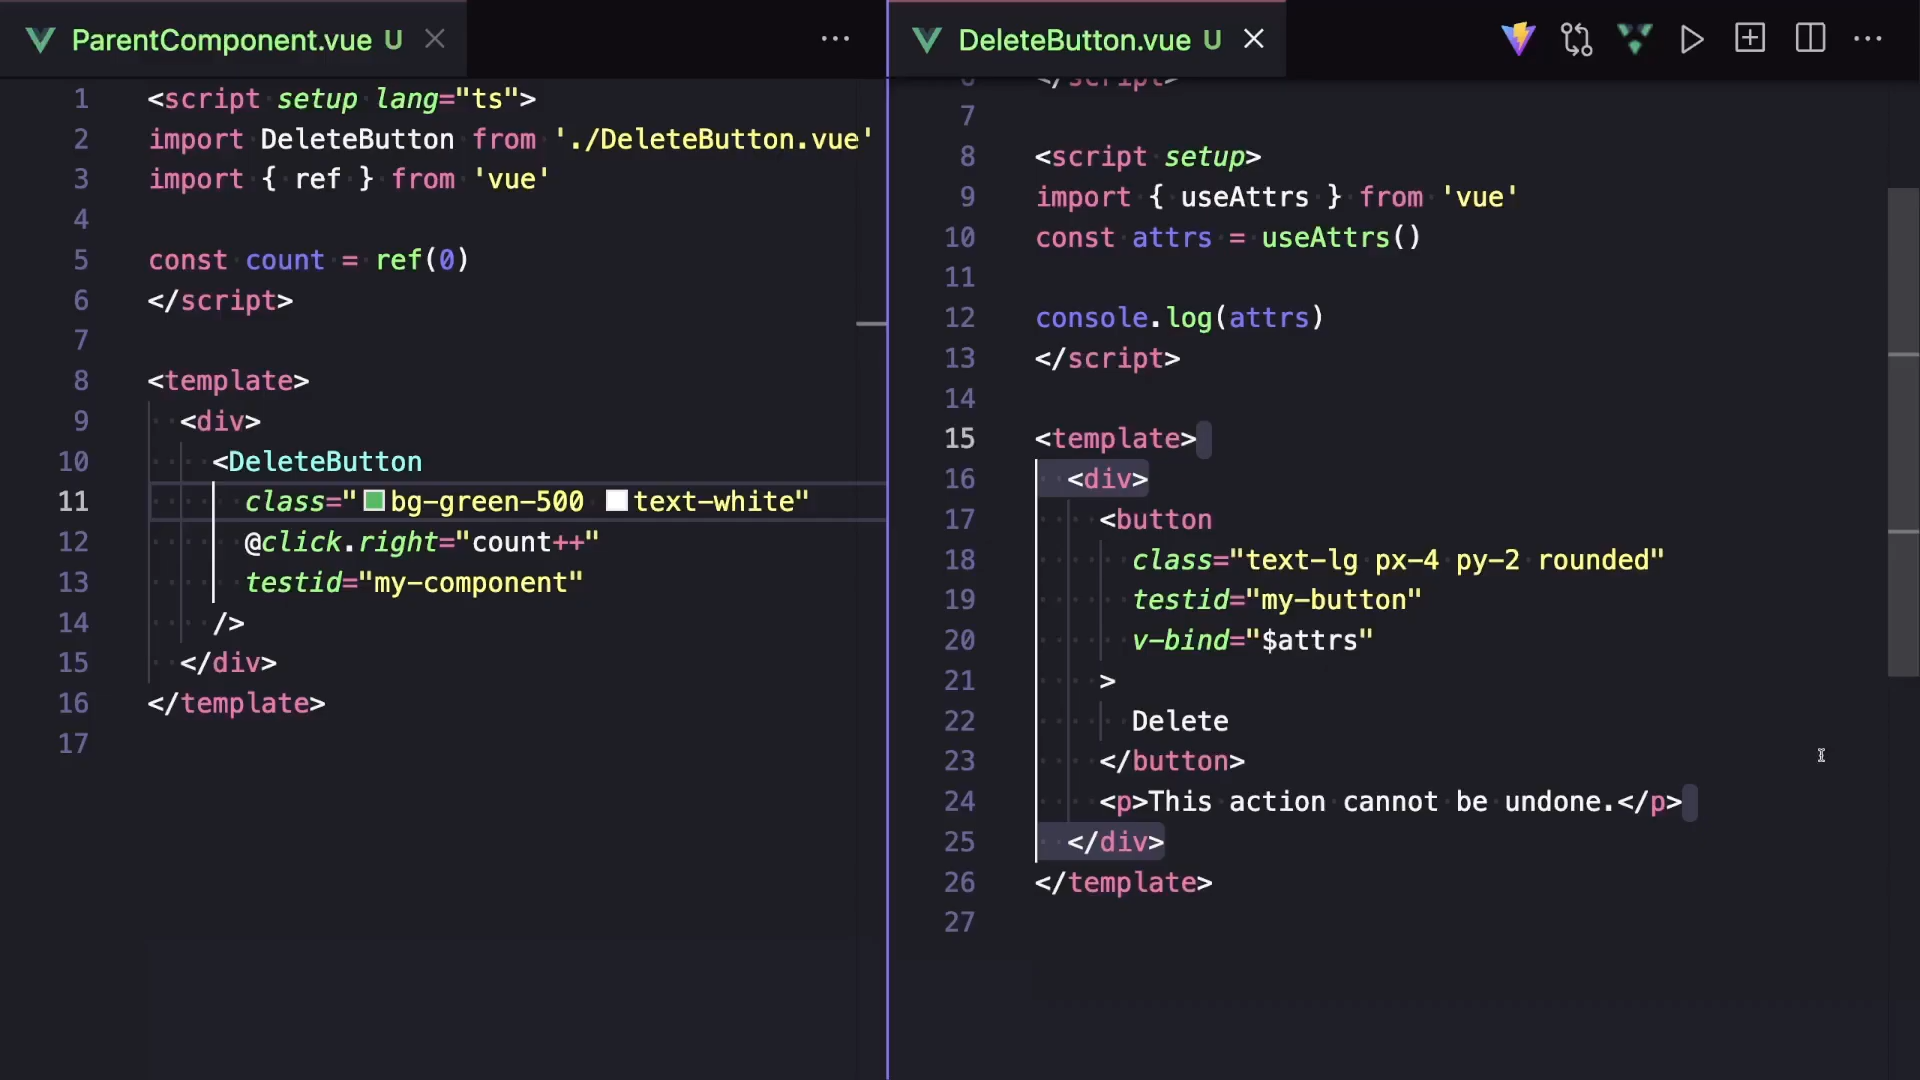 ParentComponent.vue U
1 <script setup lang="ts">
2 import DeleteButton from './DeleteButton.vue'
3 import { ref } from 'vue'
4
5 const count = ref(0)
6 </script>
7
8 <template>
9 <div>
10 <DeleteButton
11 class="bg-green-500 text-white"
12 @click.right="count++"
13 testid="my-component"
14 />
15 </div>
16 </template>
17
DeleteButton.vue U
6 </script>
7
8 <script setup>
9 import { useAttrs } from 'vue'
10 const attrs = useAttrs()
11
12 console.log(attrs)
13 </script>
14
15 <template>
16 <div>
17 <button
18 class="text-lg px-4 py-2 rounded"
19 testid="my-button"
20 v-bind="$attrs"
21 >
22 Delete
23 </button>
24 <p>This action cannot be undone.</p>
25 </div>
26 </template>
27